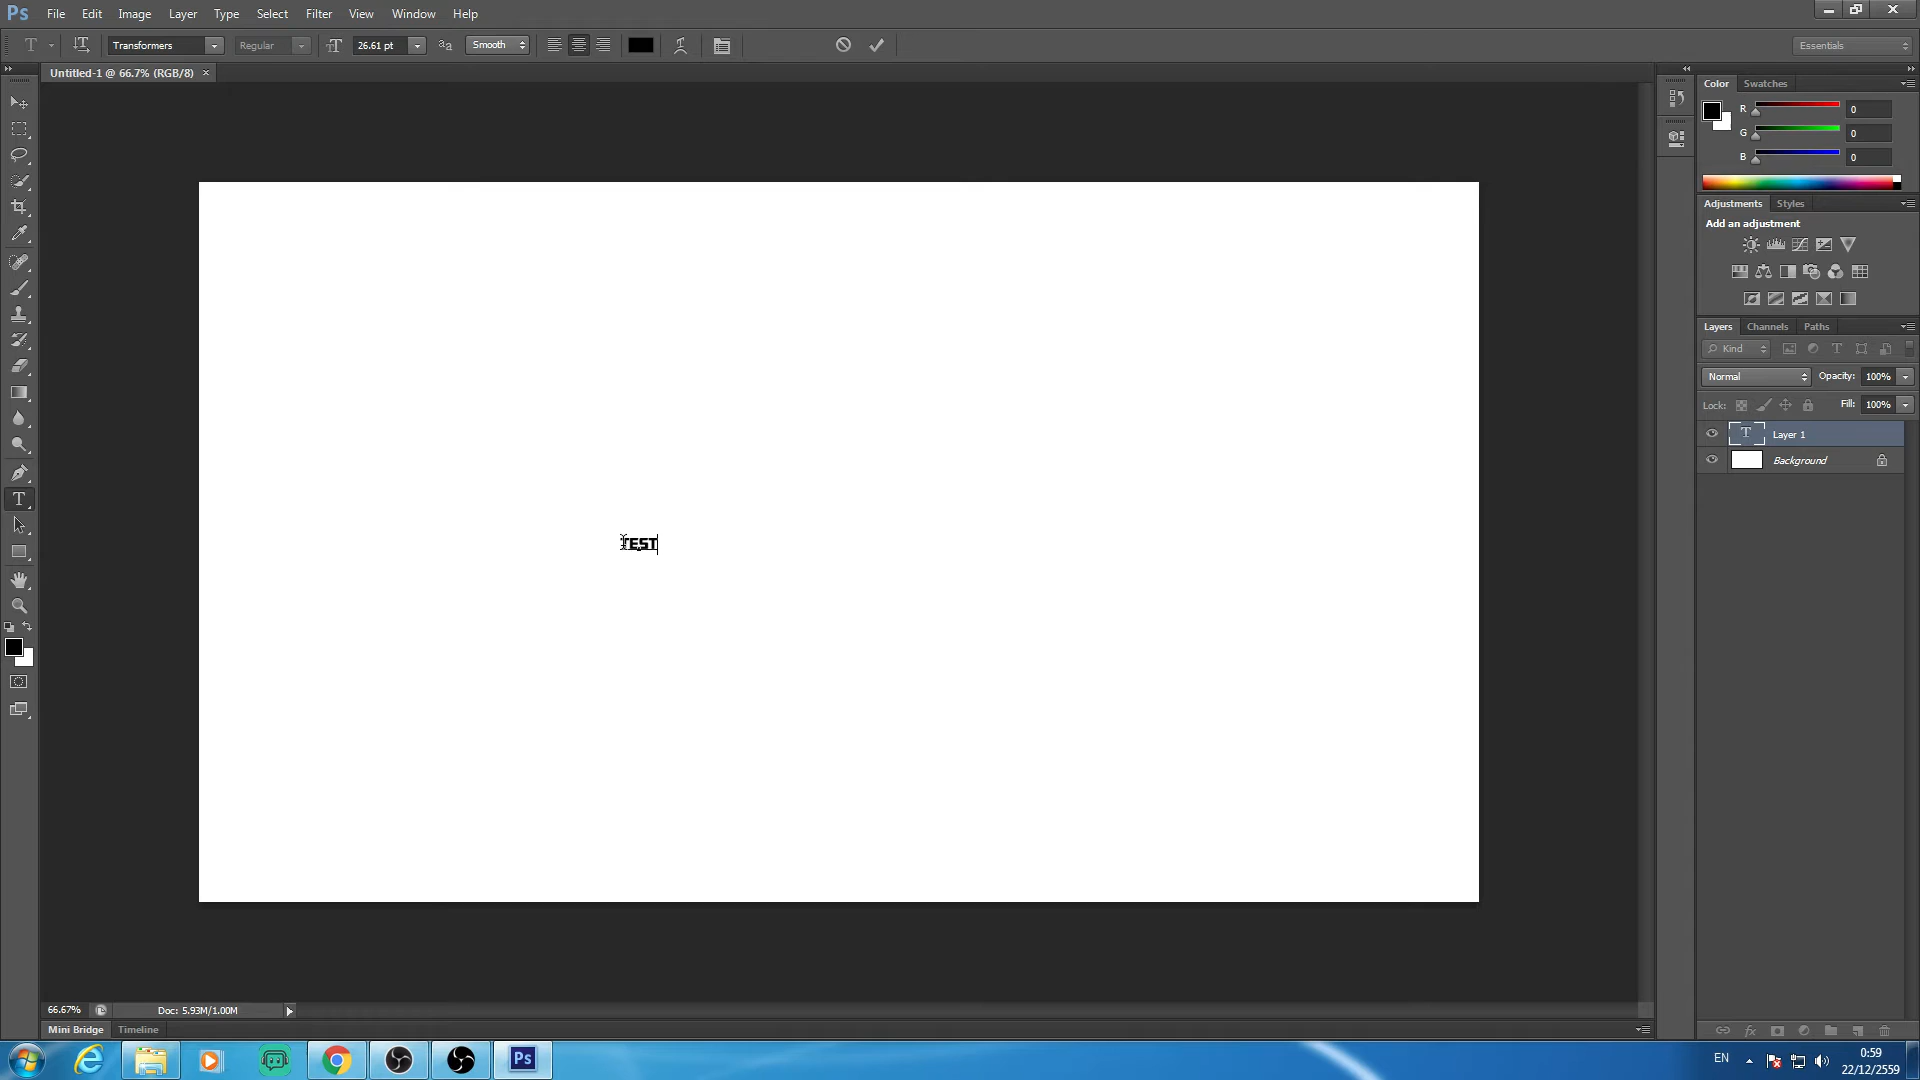 Ps File Edit Image Layer Type Select Filter View Window Help
T Transformers Regular 26.61 pt Smooth Essentials
Untitled-1 @ 66.7% (RGB/8) ×
Color Swatches
R 0
G 0
B 0
Adjustments Styles
Add an adjustment
Layers Channels Paths
Kind
Normal Opacity: 100%
Lock: Fill: 100%
T Layer 1
Background
TEST
66.67% Doc: 5.93M/1.00M
Mini Bridge Timeline
Ps EN 0:59
22/12/2559